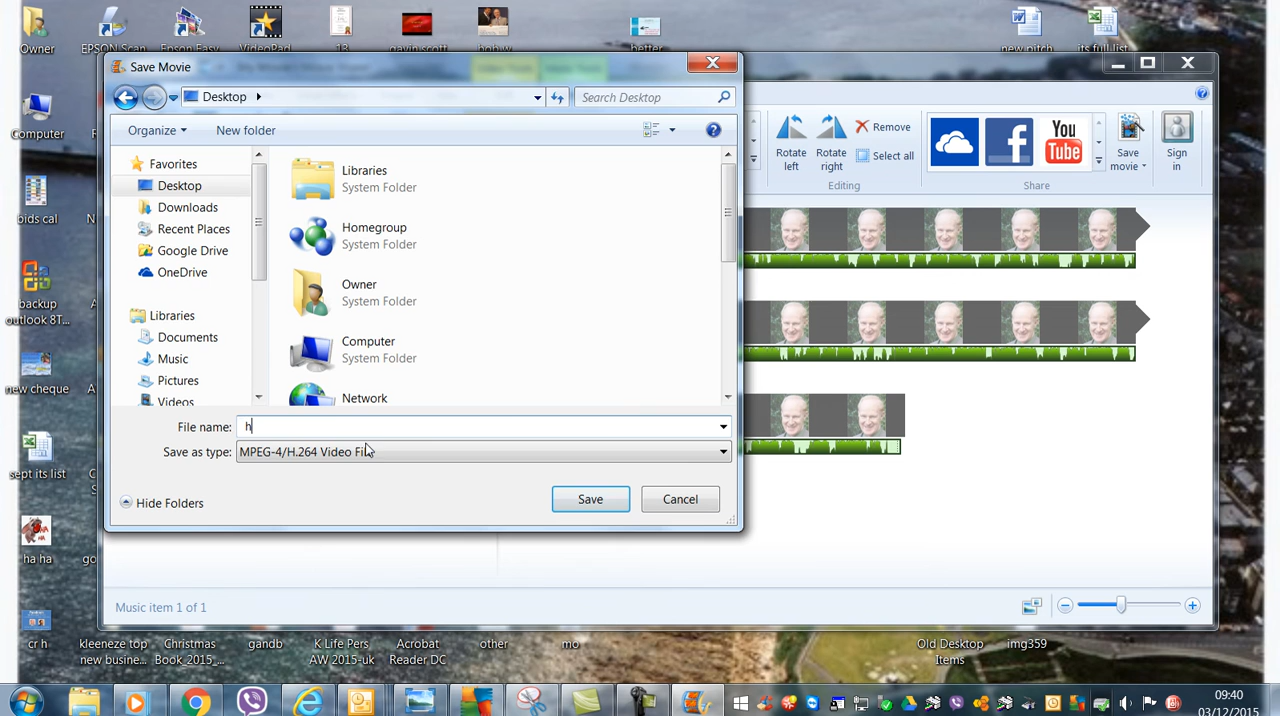 Owner
EPSON Scan
Epson Easy
VideoPad
13
gavin scott
bob w
better
new pitch
its full list
Save Movie
Desktop
Search Desktop
Organize
New folder
Computer
bids cal
backup
outlook 8T...
new cheque
sept its list
ha ha
cr h
Favorites
Desktop
Downloads
Recent Places
Google Drive
OneDrive
Libraries
Documents
Music
Pictures
Videos
Libraries
System Folder
Homegroup
System Folder
Owner
System Folder
Computer
System Folder
Network
File name: h
Save as type: MPEG-4/H.264 Video File
Hide Folders
Save
Cancel
Rotate
left
Rotate
right
Remove
Select all
Editing
You
Tube
Share
Save
movie
Sign
in
Music item 1 of 1
kleeneze top
new busine...
Christmas
Book_2015_...
gandb
K Life Pers
AW 2015-uk
Acrobat
Reader DC
other
mo
Old Desktop
Items
img359
09:40
03/12/2015